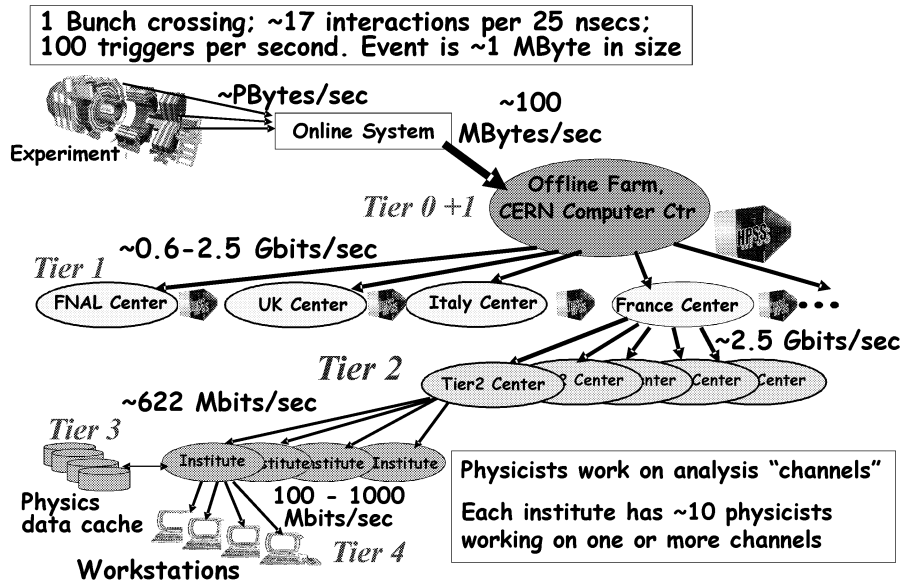 1 Bunch crossing; ~17 interactions per 25 nsecs;
100 triggers per second. Event is ~1 MByte in size
~PBytes/sec
~100
MBytes/sec
Online System
Experiment
Offline Farm,
CERN Computer Ctr
Tier 0 +1
HPSS
~0.6-2.5 Gbits/sec
Tier 1
FNAL Center
UK Center
Italy Center
France Center
~2.5 Gbits/sec
Tier 2
Tier2 Center
Center
Center
Center
~622 Mbits/sec
Tier 3
Institute
Institute
Physics
data cache
100 - 1000
Mbits/sec
Tier 4
Workstations
Physicists work on analysis “channels”
Each institute has ~10 physicists
working on one or more channels